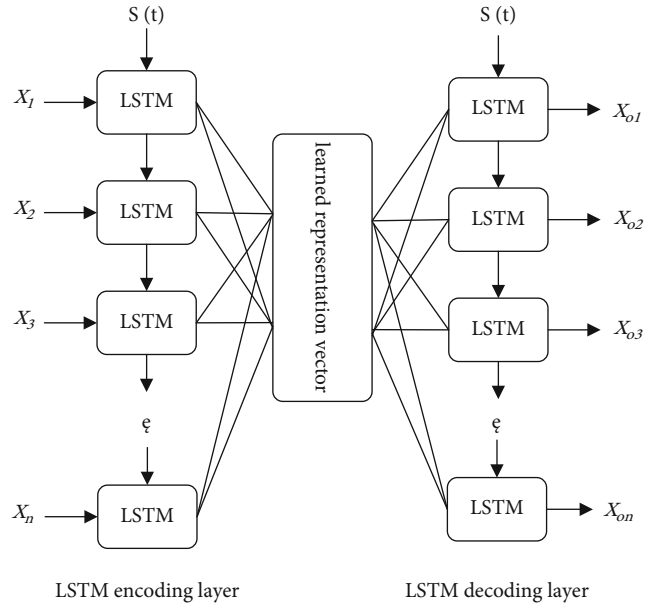 S (t)
X1
LSTM
X2
LSTM
X3
LSTM
ę
Xn
LSTM
LSTM encoding layer
learned representation vector
S (t)
LSTM
Xo1
LSTM
Xo2
LSTM
Xo3
ę
LSTM
Xon
LSTM decoding layer